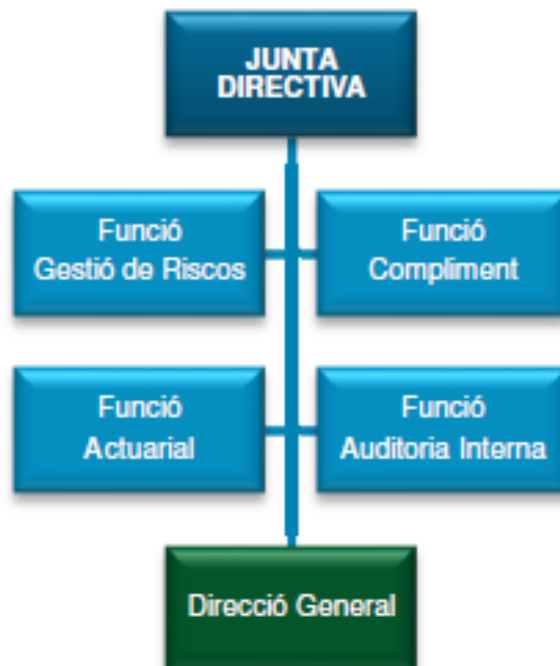 JUNTA
DIRECTIVA
Funció
Gestió de Riscos
Funció
Compliment
Funció
Actuarial
Funció
Auditoria Interna
Direcció General